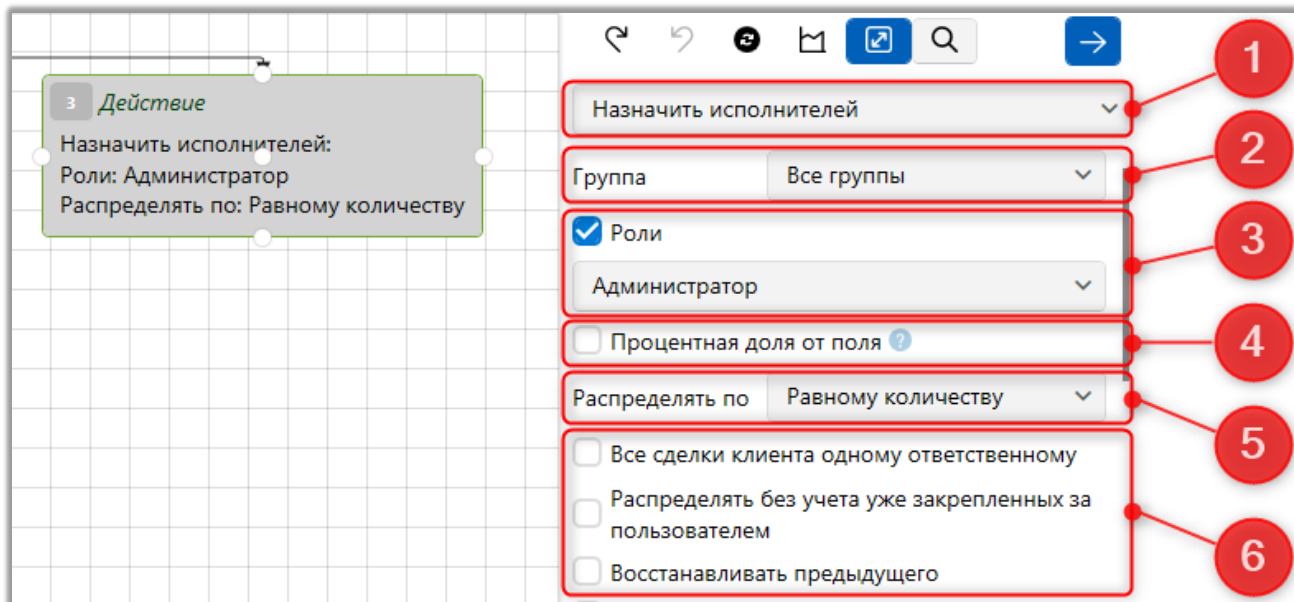 3 Действие
Назначить исполнителей:
Роли: Администратор
Распределять по: Равному количеству
Назначить исполнителей
1
Группа Все группы
2
Роли
Администратор
3
Процентная доля от поля ?
4
Распределять по Равному количеству
5
Все сделки клиента одному ответственному
Распределять без учета уже закрепленных за
пользователем
Восстанавливать предыдущего
6